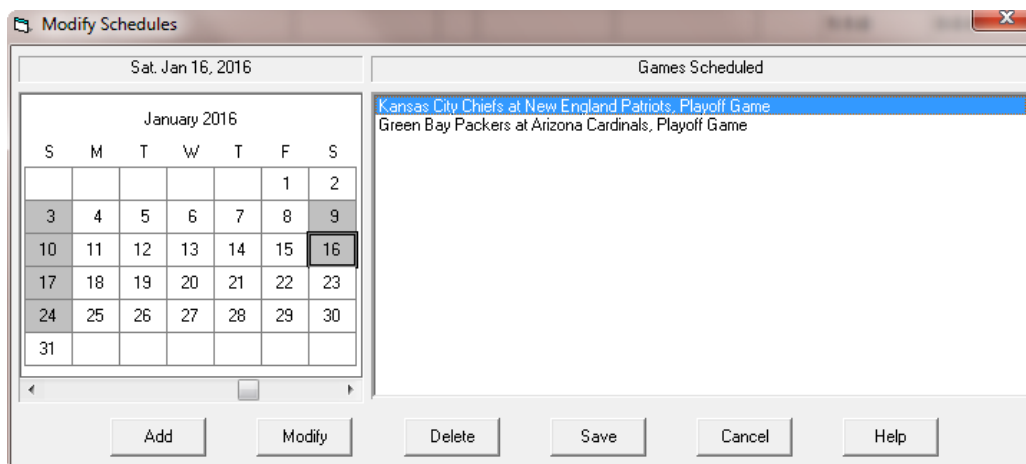 Modify Schedules
X
Sat. Jan 16, 2016
Games Scheduled
January 2016
S M T W T F S
1 2
3 4 5 6 7 8 9
10 11 12 13 14 15 16
17 18 19 20 21 22 23
24 25 26 27 28 29 30
31
Kansas City Chiefs at New England Patriots, Playoff Game
Green Bay Packers at Arizona Cardinals, Playoff Game
Add Modify Delete Save Cancel Help